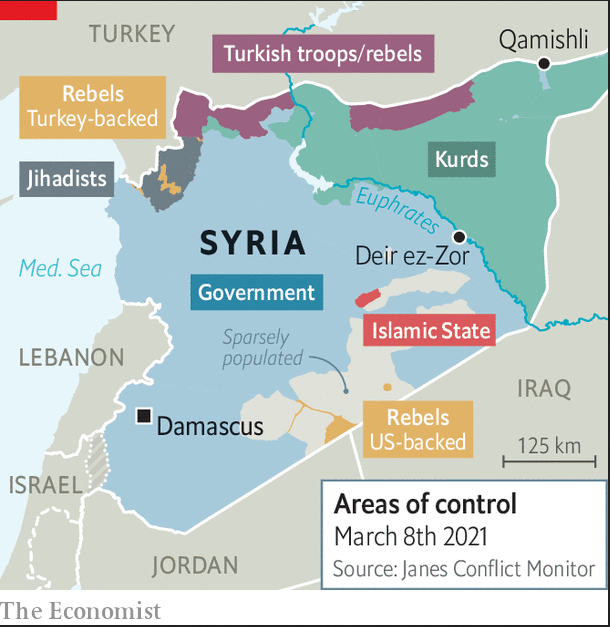 TURKEY
Qamishli
Turkish troops/rebels
Rebels
Turkey-backed
Jihadists
Kurds
Euphrates
SYRIA
Deir ez-Zor
Med. Sea
Government
Islamic State
Sparsely
populated
LEBANON
IRAQ
Rebels
US-backed
Damascus
125 km
ISRAEL
JORDAN
Areas of control
March 8th 2021
Source: Janes Conflict Monitor
The Economist